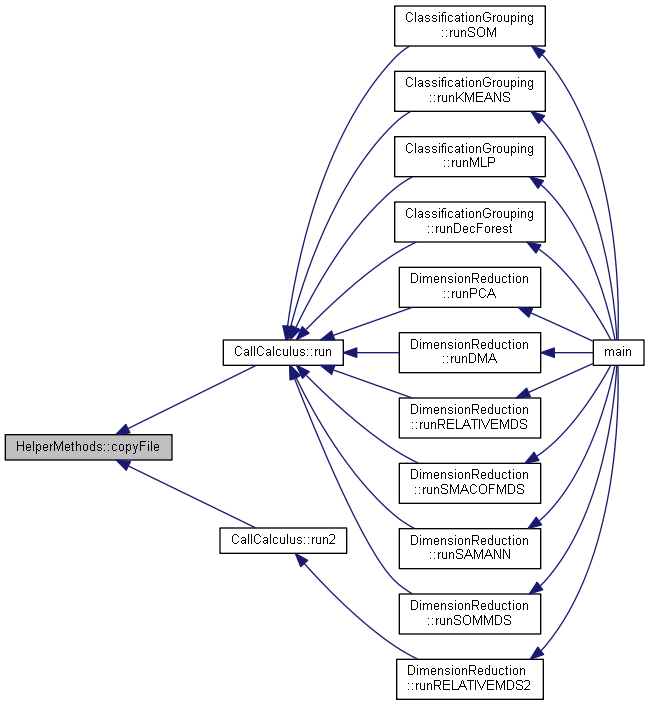 ClassificationGrouping
::runSOM
ClassificationGrouping
::runKMEANS
ClassificationGrouping
::runMLP
ClassificationGrouping
::runDecForest
DimensionReduction
::runPCA
CallCalculus::run
DimensionReduction
::runDMA
main
DimensionReduction
::runRELATIVEMDS
HelperMethods::copyFile
DimensionReduction
::runSMACOFMDS
CallCalculus::run2
DimensionReduction
::runSAMANN
DimensionReduction
::runSOMMDS
DimensionReduction
::runRELATIVEMDS2